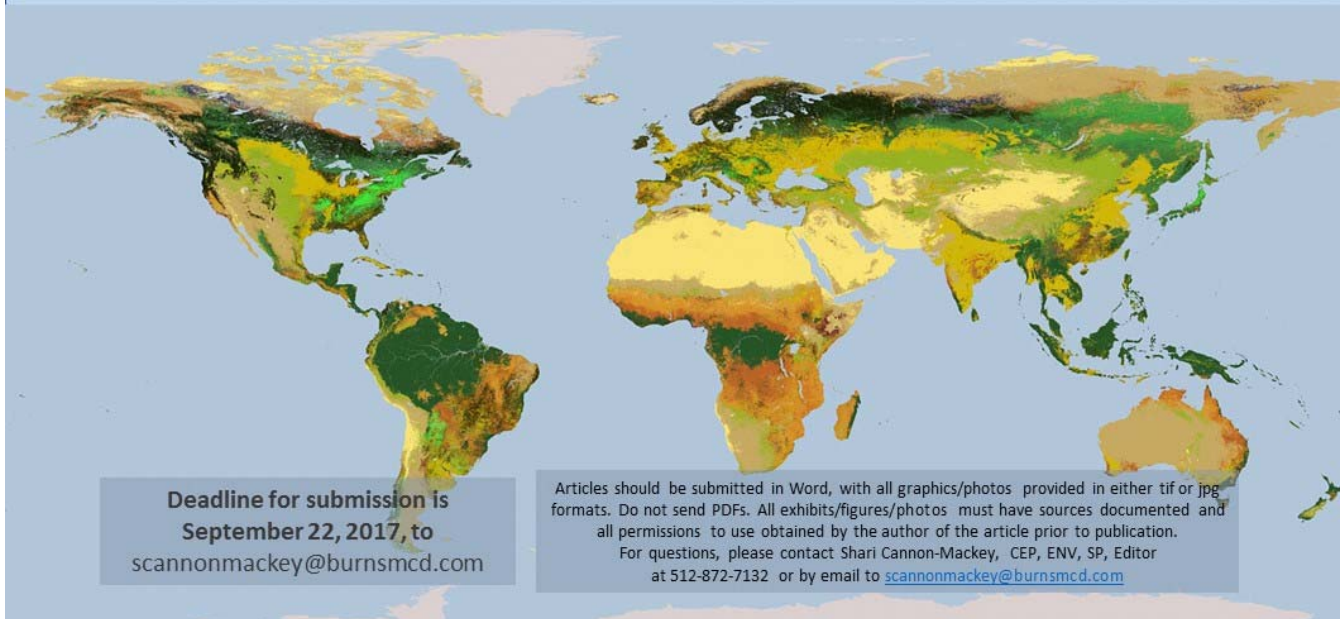 Deadline for submission is
September 22, 2017, to
scannonmackey@burnsmcd.com
Articles should be submitted in Word, with all graphics/photos provided in either tif or jpg
formats. Do not send PDFs. All exhibits/figures/photos must have sources documented and
all permissions to use obtained by the author of the article prior to publication.
For questions, please contact Shari Cannon-Mackey, CEP, ENV, SP, Editor
at 512-872-7132 or by email to scannonmackey@burnsmcd.com